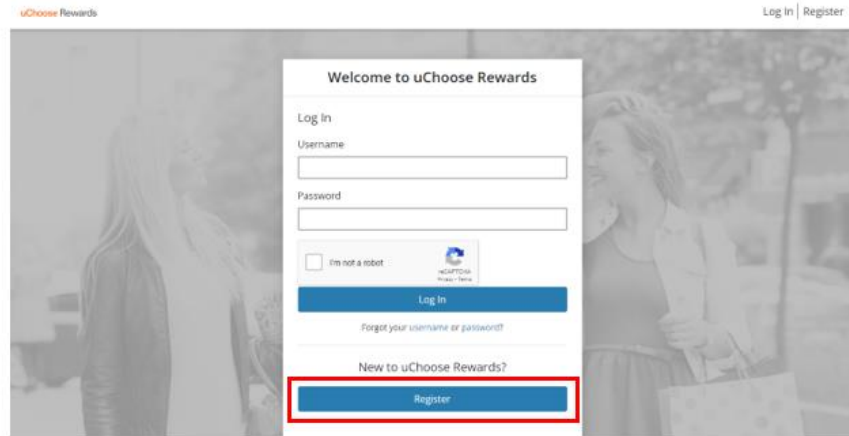 uChoose Rewards
Log In | Register
Welcome to uChoose Rewards
Log In
Username
Password
I'm not a robot
reCAPTCHA
Privacy - Terms
Log In
Forgot your username or password?
New to uChoose Rewards?
Register